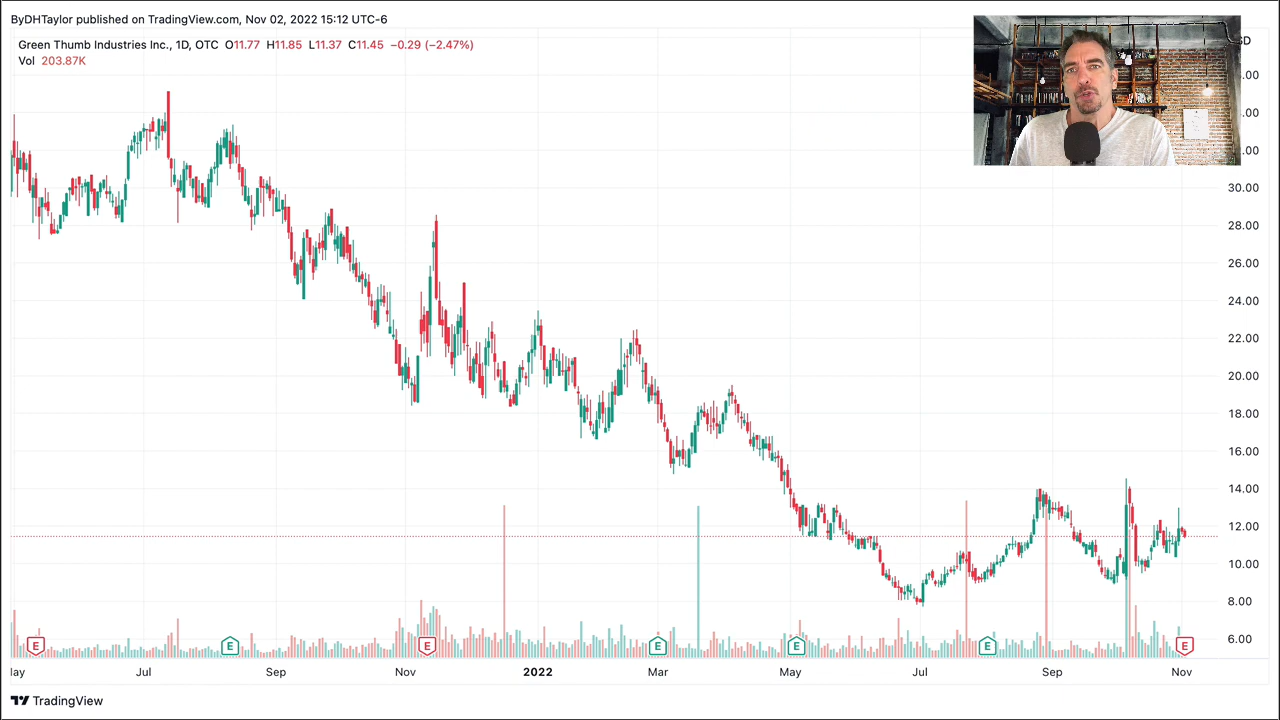 ByDHTaylor published on TradingView.com, Nov 02, 2022 15:12 UTC-6
Green Thumb Industries Inc., 1D, OTC O11.77 H11.85 L11.37 C11.45 −0.29 (−2.47%)
Vol 203.87K
30.00
28.00
26.00
24.00
22.00
20.00
18.00
16.00
14.00
12.00
10.00
8.00
6.00
E E E E E E E
Jul Sep Nov 2022 Mar May Jul Sep Nov
TradingView